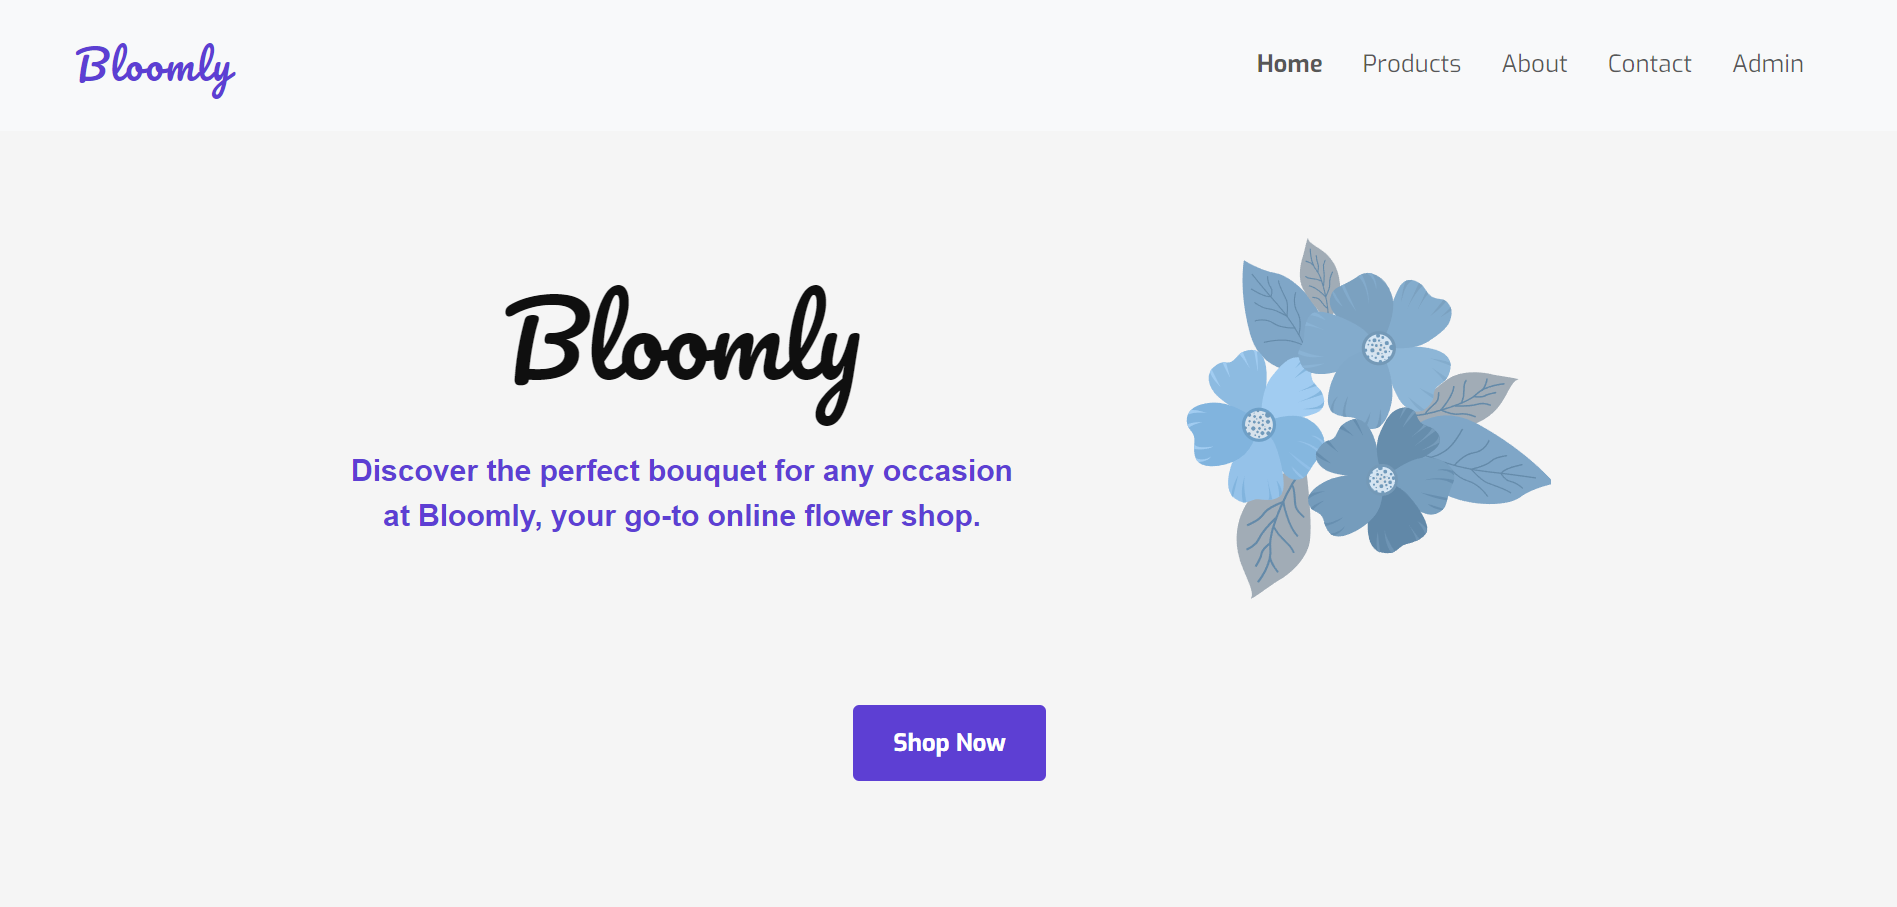 Bloomly
Home Products About Contact Admin
Bloomly
Discover the perfect bouquet for any occasion
at Bloomly, your go-to online flower shop.
Shop Now